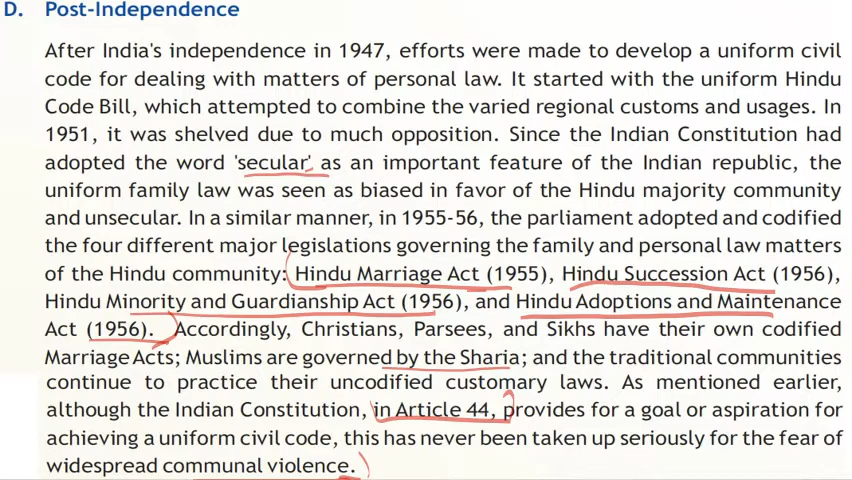 D. Post-Independence
After India's independence in 1947, efforts were made to develop a uniform civil
code for dealing with matters of personal law. It started with the uniform Hindu
Code Bill, which attempted to combine the varied regional customs and usages. In
1951, it was shelved due to much opposition. Since the Indian Constitution had
adopted the word 'secular' as an important feature of the Indian republic, the
uniform family law was seen as biased in favor of the Hindu majority community
and unsecular. In a similar manner, in 1955-56, the parliament adopted and codified
the four different major legislations governing the family and personal law matters
of the Hindu community: Hindu Marriage Act (1955), Hindu Succession Act (1956),
Hindu Minority and Guardianship Act (1956), and Hindu Adoptions and Maintenance
Act (1956). Accordingly, Christians, Parsees, and Sikhs have their own codified
Marriage Acts; Muslims are governed by the Sharia; and the traditional communities
continue to practice their uncodified customary laws. As mentioned earlier,
although the Indian Constitution, in Article 44, provides for a goal or aspiration for
achieving a uniform civil code, this has never been taken up seriously for the fear of
widespread communal violence.